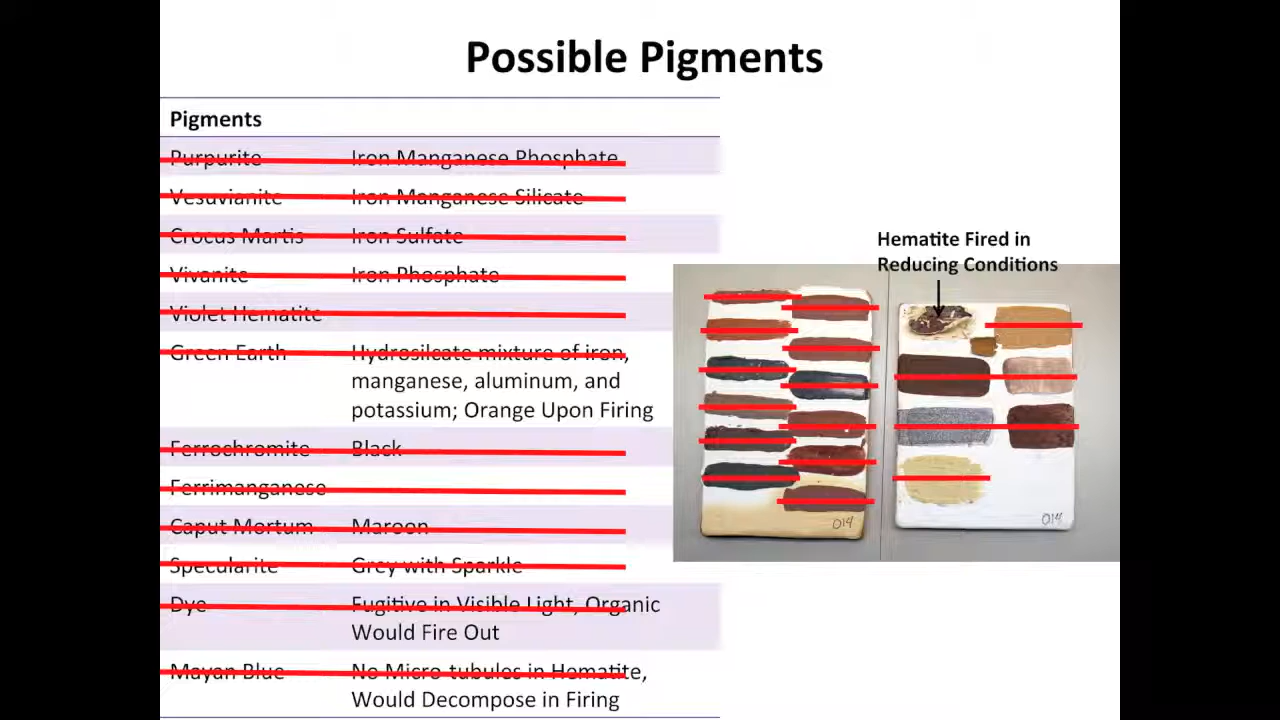 Possible Pigments
Pigments
Purpurite Iron Manganese Phosphate
Vesuvianite Iron Manganese Silicate
Crocus Martis Iron Sulfate
Vivanite Iron Phosphate
Violet Hematite
Green Earth Hydrosilcate mixture of iron,
manganese, aluminum, and
potassium; Orange Upon Firing
Ferrochromite Black
Ferrimanganese
Caput Mortum Maroon
Specularite Grey with Sparkle
Dye Fugitive in Visible Light, Organic
Would Fire Out
Mayan Blue No Micro-tubules in Hematite,
Would Decompose in Firing
Hematite Fired in
Reducing Conditions
014
014